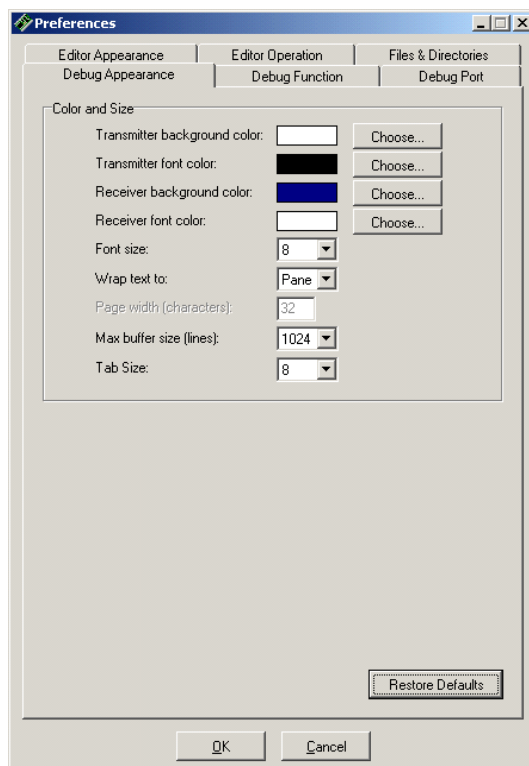 Preferences
Editor Appearance Editor Operation Files & Directories
Debug Appearance Debug Function Debug Port
Color and Size
Transmitter background color: Choose...
Transmitter font color: Choose...
Receiver background color: Choose...
Receiver font color: Choose...
Font size: 8
Wrap text to: Pane
Page width (characters): 32
Max buffer size (lines): 1024
Tab Size: 8
Restore Defaults
OK Cancel